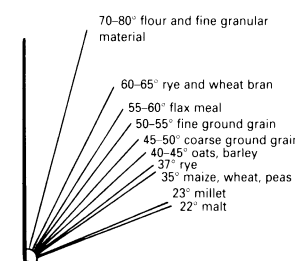 70–80° flour and fine granular
material
60–65° rye and wheat bran
55–60° flax meal
50–55° fine ground grain
45–50° coarse ground grain
40–45° oats, barley
37° rye
35° maize, wheat, peas
23° millet
22° malt